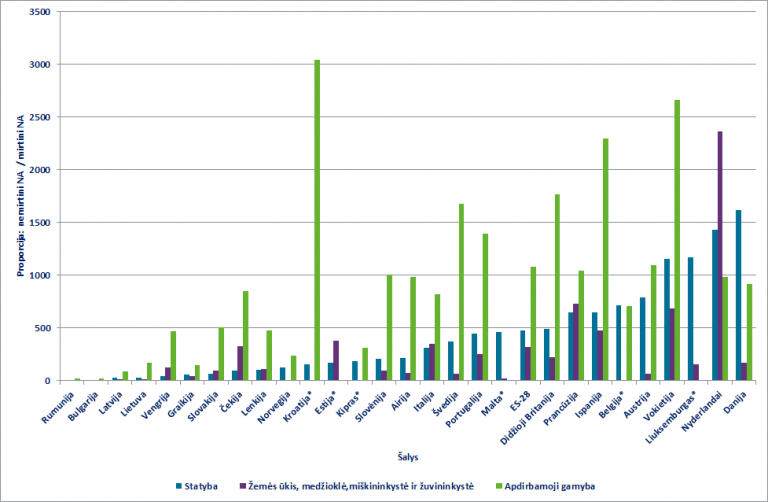 3500
3000
2500
2000
1500
1000
500
0
Proporcija: nemirtini NA / mirtini NA
Rumunija
Bulgarija
Latvija
Lietuva
Vengrija
Graikija
Slovakija
Čekija
Lenkija
Norvegija
Kroatija*
Estija*
Kipras*
Slovėnija
Airija
Italija
Švedija
Portugalija
Malta*
ES-28
Didžioji Britanija
Prancūzija
Ispanija
Belgija*
Austrija
Vokietija
Liuksemburgas*
Nyderlandai
Danija
Šalys
Statyba
Žemės ūkis, medžioklė,miškininkystė ir žuvininkystė
Apdirbamoji gamyba